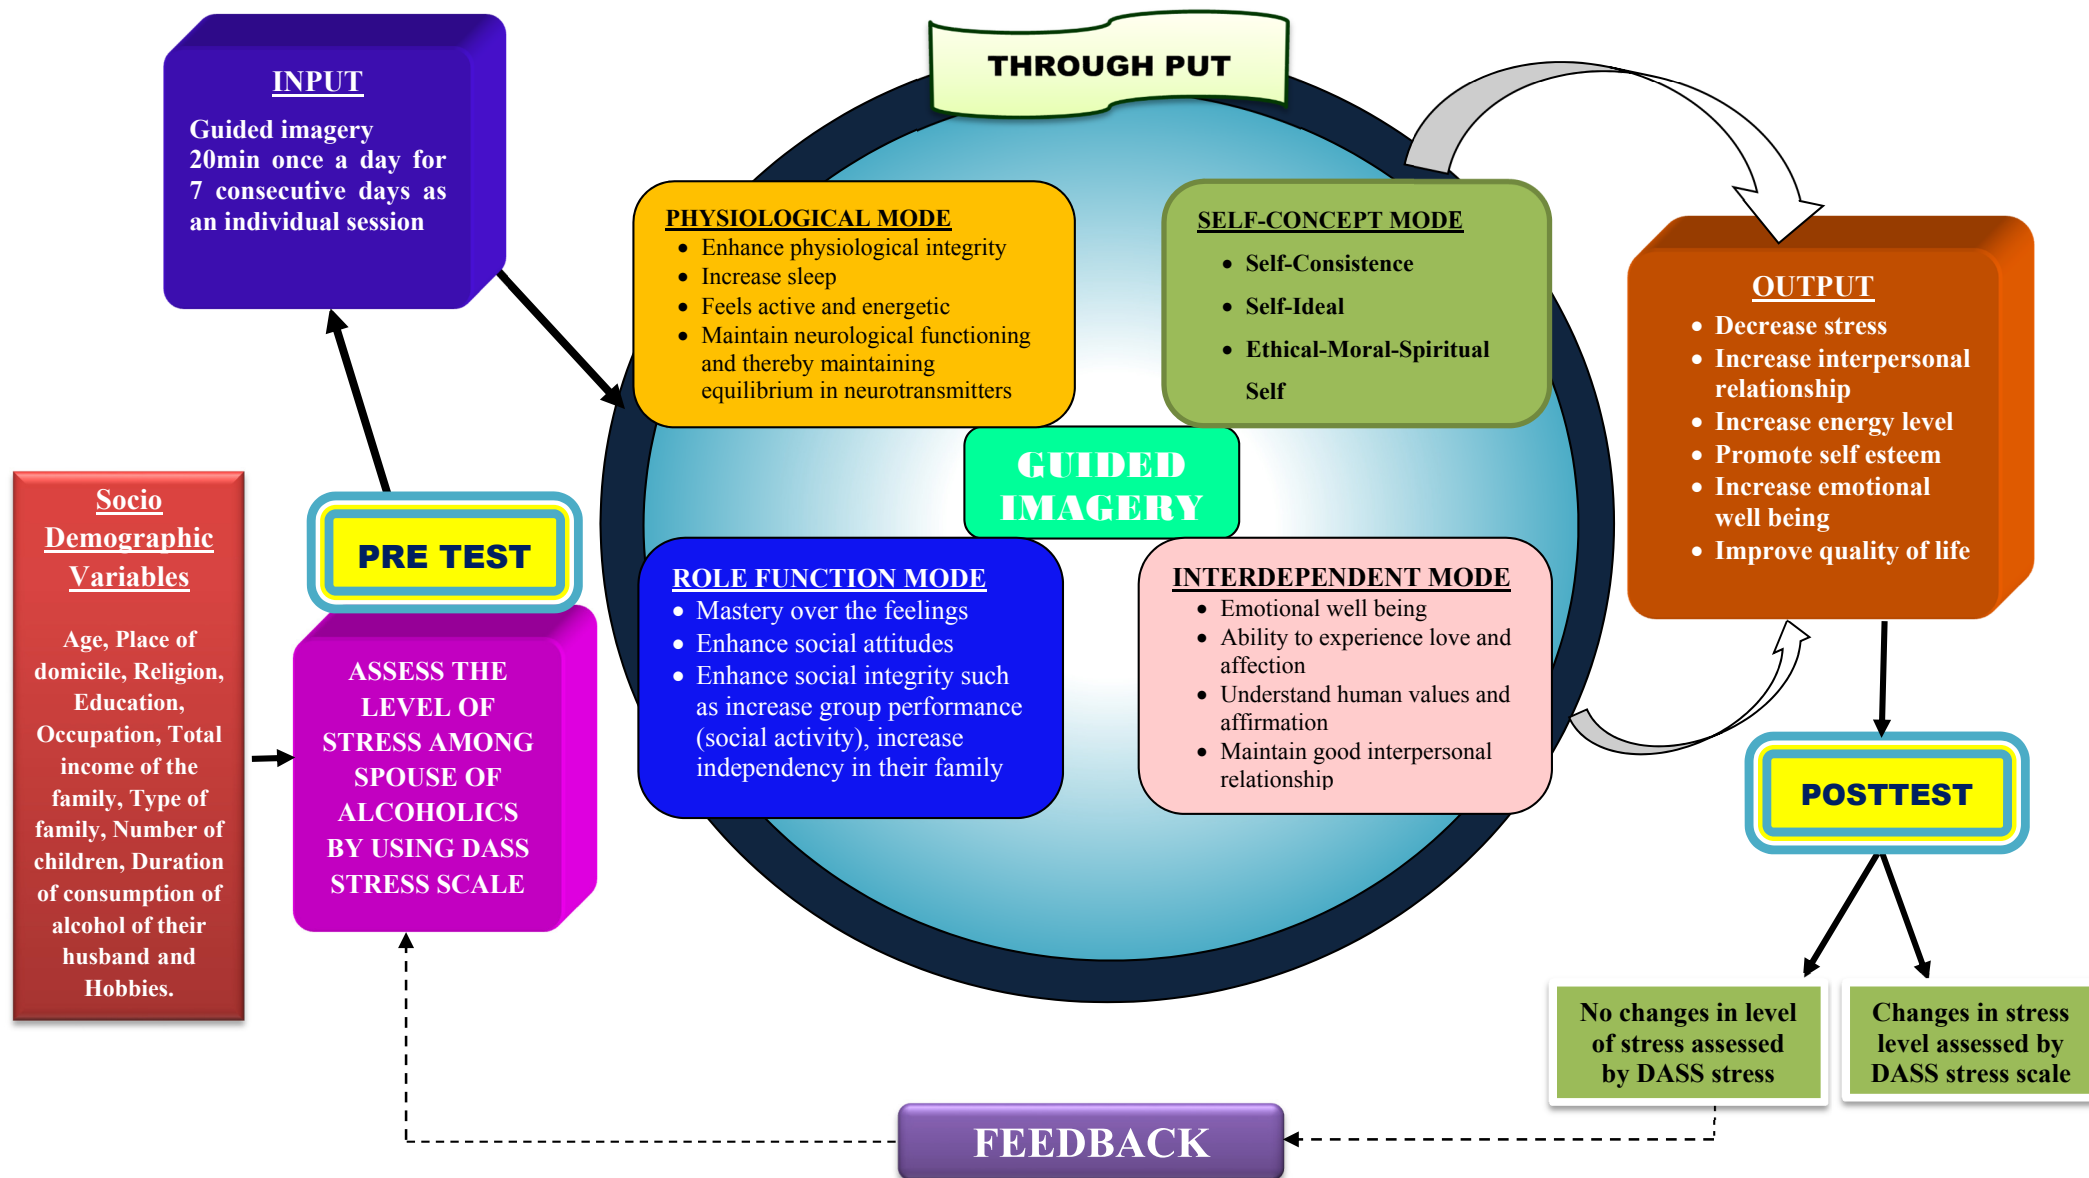 INPUT
Guided imagery
20min once a day for
7 consecutive days as
an individual session
THROUGH PUT
PHYSIOLOGICAL MODE
• Enhance physiological integrity
• Increase sleep
• Feels active and energetic
• Maintain neurological functioning
and thereby maintaining
equilibrium in neurotransmitters
SELF-CONCEPT MODE
• Self-Consistence
• Self-Ideal
• Ethical-Moral-Spiritual
Self
GUIDED
IMAGERY
ROLE FUNCTION MODE
• Mastery over the feelings
• Enhance social attitudes
• Enhance social integrity such
as increase group performance
(social activity), increase
independency in their family
INTERDEPENDENT MODE
• Emotional well being
• Ability to experience love and
affection
• Understand human values and
affirmation
• Maintain good interpersonal
relationship
OUTPUT
• Decrease stress
• Increase interpersonal
relationship
• Increase energy level
• Promote self esteem
• Increase emotional
well being
• Improve quality of life
Socio
Demographic
Variables
Age, Place of
domicile, Religion,
Education,
Occupation, Total
income of the
family, Type of
family, Number of
children, Duration
of consumption of
alcohol of their
husband and
Hobbies.
PRE TEST
ASSESS THE
LEVEL OF
STRESS AMONG
SPOUSE OF
ALCOHOLICS
BY USING DASS
STRESS SCALE
POSTTEST
No changes in level
of stress assessed
by DASS stress
Changes in stress
level assessed by
DASS stress scale
FEEDBACK